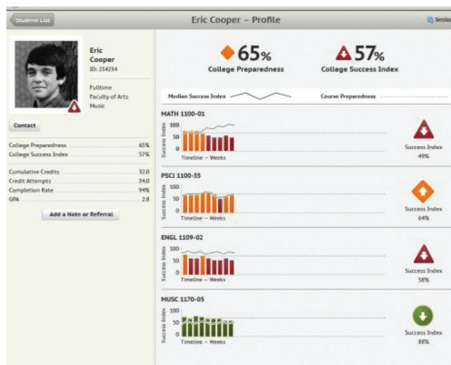 Student List
Eric Cooper – Profile
Eric
Cooper
ID: 254254
Fulltime
Faculty of Arts
Music
Contact
College Preparedness 65%
College Success Index 57%
Cumulative Credits 32.0
Credit Attempts 34.0
Completion Rate 94%
GPA 2.8
Add a Note or Referral
65%
College Preparedness
57%
College Success Index
Median Success Index
Course Preparedness
MATH 1100-01
Success Index
100
50
0
Timeline – Weeks
Success Index
49%
PSCI 1100-35
Success Index
100
50
0
Timeline – Weeks
Success Index
64%
ENGL 1109-02
Success Index
100
50
0
Timeline – Weeks
Success Index
58%
MUSC 1170-03
Success Index
100
50
0
Timeline – Weeks
Success Index
88%